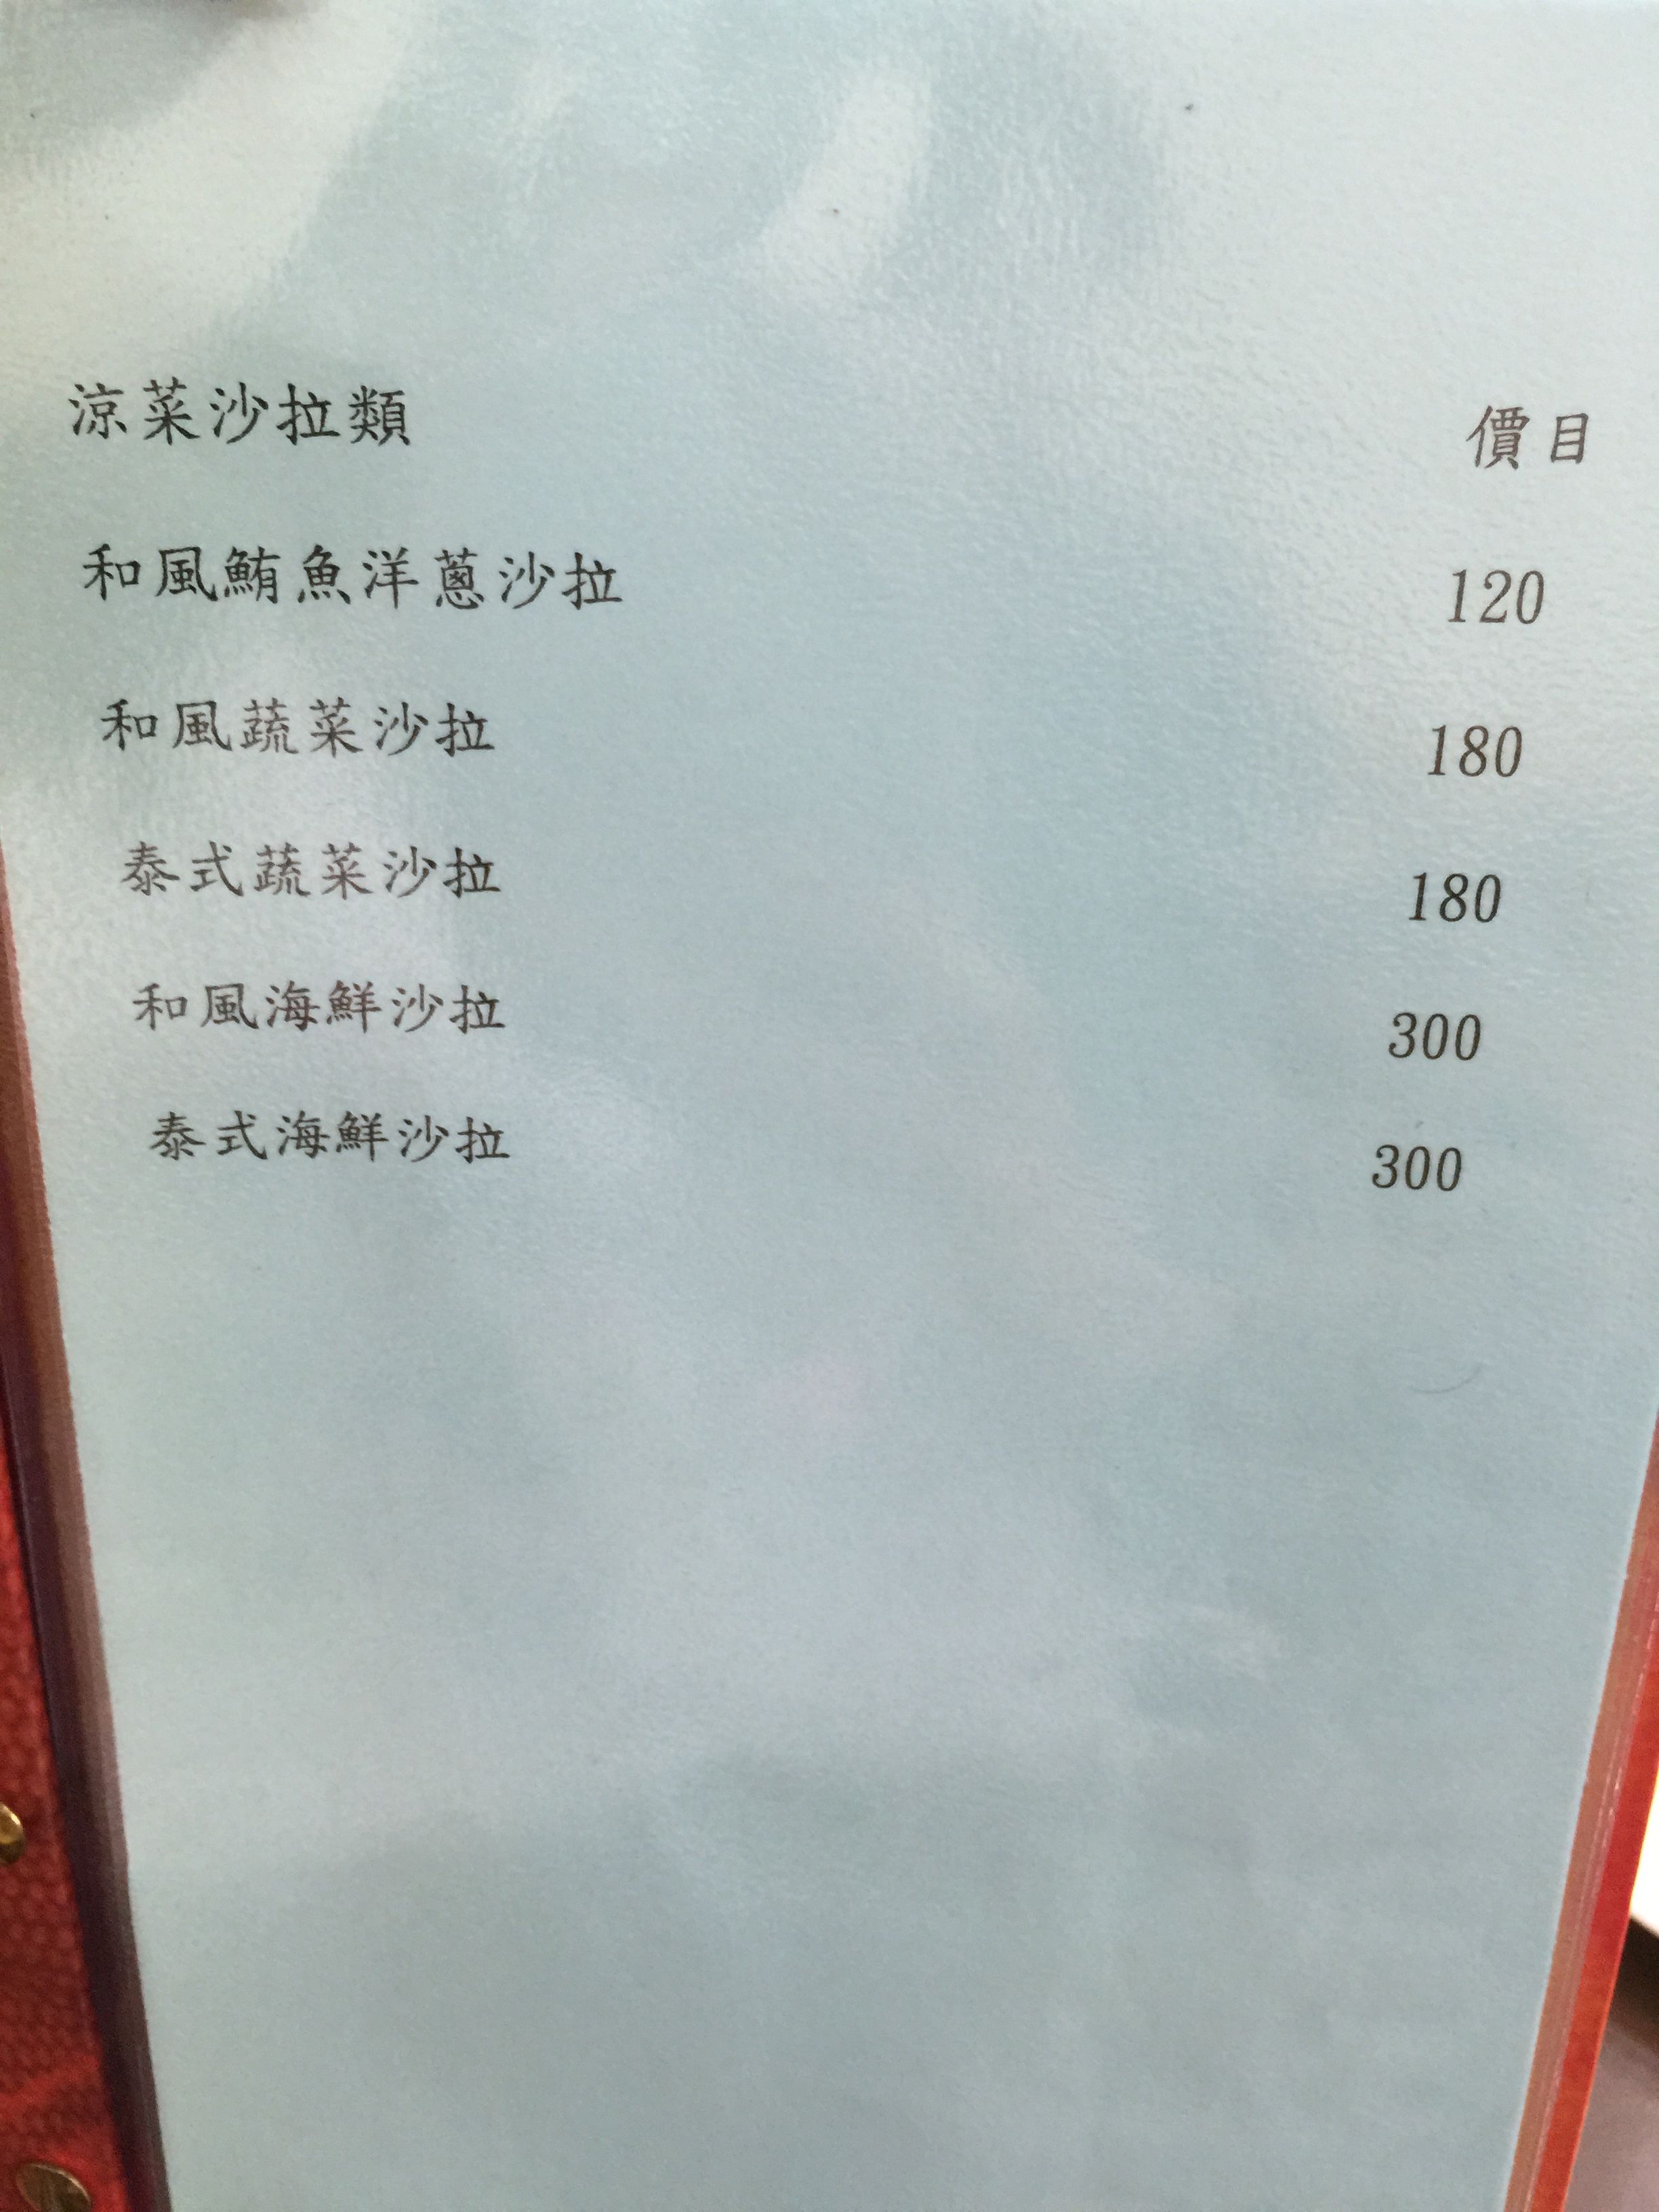 涼菜沙拉類 價目
和風鮪魚洋蔥沙拉 120
和風蔬菜沙拉 180
泰式蔬菜沙拉 180
和風海鮮沙拉 300
泰式海鮮沙拉 300